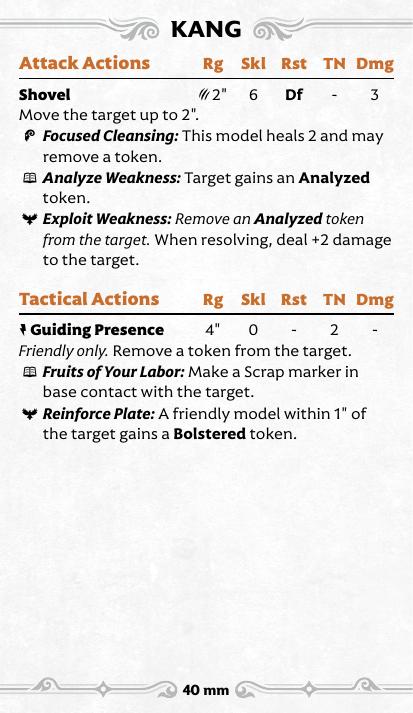 KANG
Attack Actions Rg Skl Rst TN Dmg
Shovel 2" 6 Df - 3
Move the target up to 2".
Focused Cleansing: This model heals 2 and may
remove a token.
Analyze Weakness: Target gains an Analyzed
token.
Exploit Weakness: Remove an Analyzed token
from the target. When resolving, deal +2 damage
to the target.
Tactical Actions Rg Skl Rst TN Dmg
Guiding Presence 4" 0 - 2 -
Friendly only. Remove a token from the target.
Fruits of Your Labor: Make a Scrap marker in
base contact with the target.
Reinforce Plate: A friendly model within 1" of
the target gains a Bolstered token.
40 mm